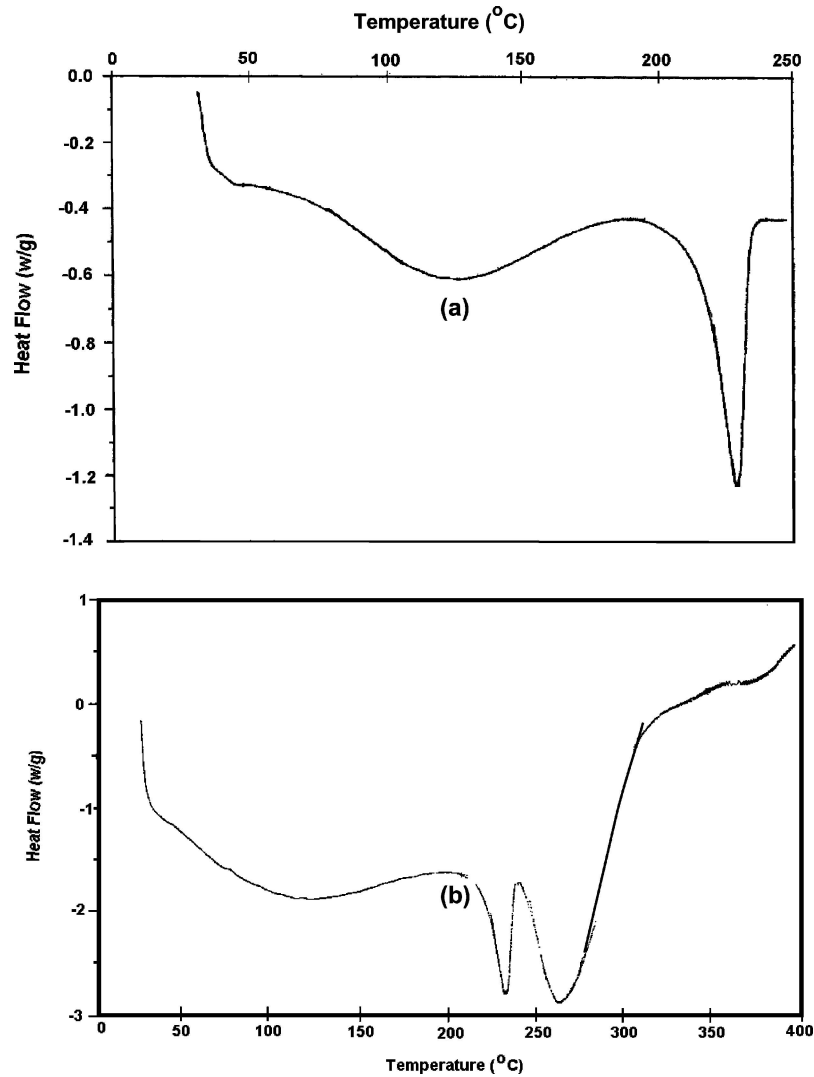 Temperature (°C)
0 50 100 150 200 250
0.0
-0.2
-0.4
-0.6
-0.8
-1.0
-1.2
-1.4
Heat Flow (w/g)
(a)
1
0
-1
-2
-3
Heat Flow (w/g)
(b)
0 50 100 150 200 250 300 350 400
Temperature (°C)